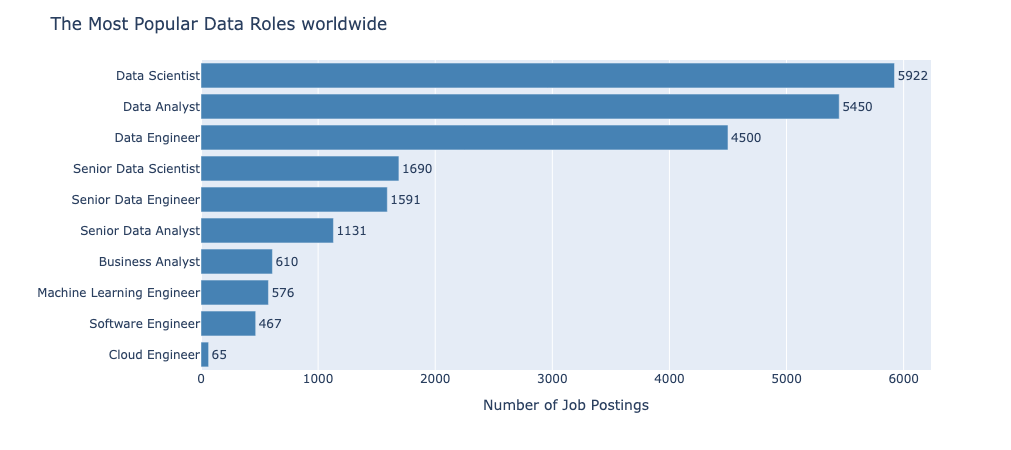 The Most Popular Data Roles worldwide
Data Scientist 5922
Data Analyst 5450
Data Engineer 4500
Senior Data Scientist 1690
Senior Data Engineer 1591
Senior Data Analyst 1131
Business Analyst 610
Machine Learning Engineer 576
Software Engineer 467
Cloud Engineer 65
0 1000 2000 3000 4000 5000 6000
Number of Job Postings